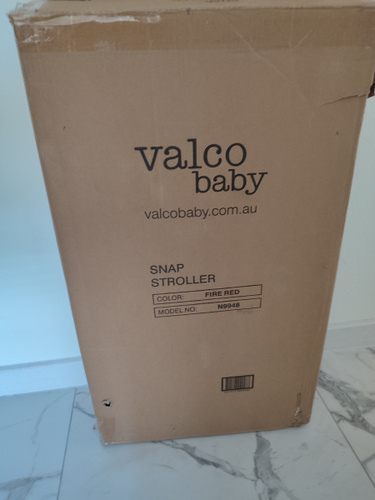 valco
baby
valcobaby.com.au
SNAP
STROLLER
COLOR: FIRE RED
MODEL NO: N9948